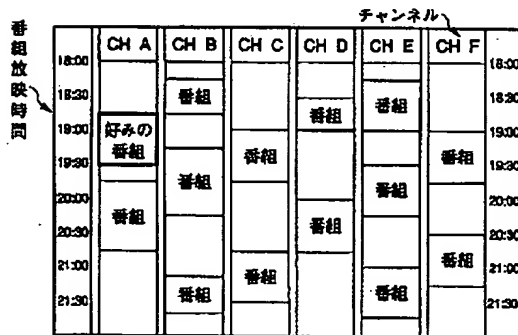 チャンネル
番組放映時間
CH A
CH B
CH C
CH D
CH E
CH F
18:00
18:00
18:30
番組
番組
番組
18:30
19:00
好みの
番組
19:00
19:30
番組
番組
番組
番組
19:30
20:00
番組
番組
20:00
20:30
20:30
21:00
番組
番組
21:00
21:30
番組
番組
21:30